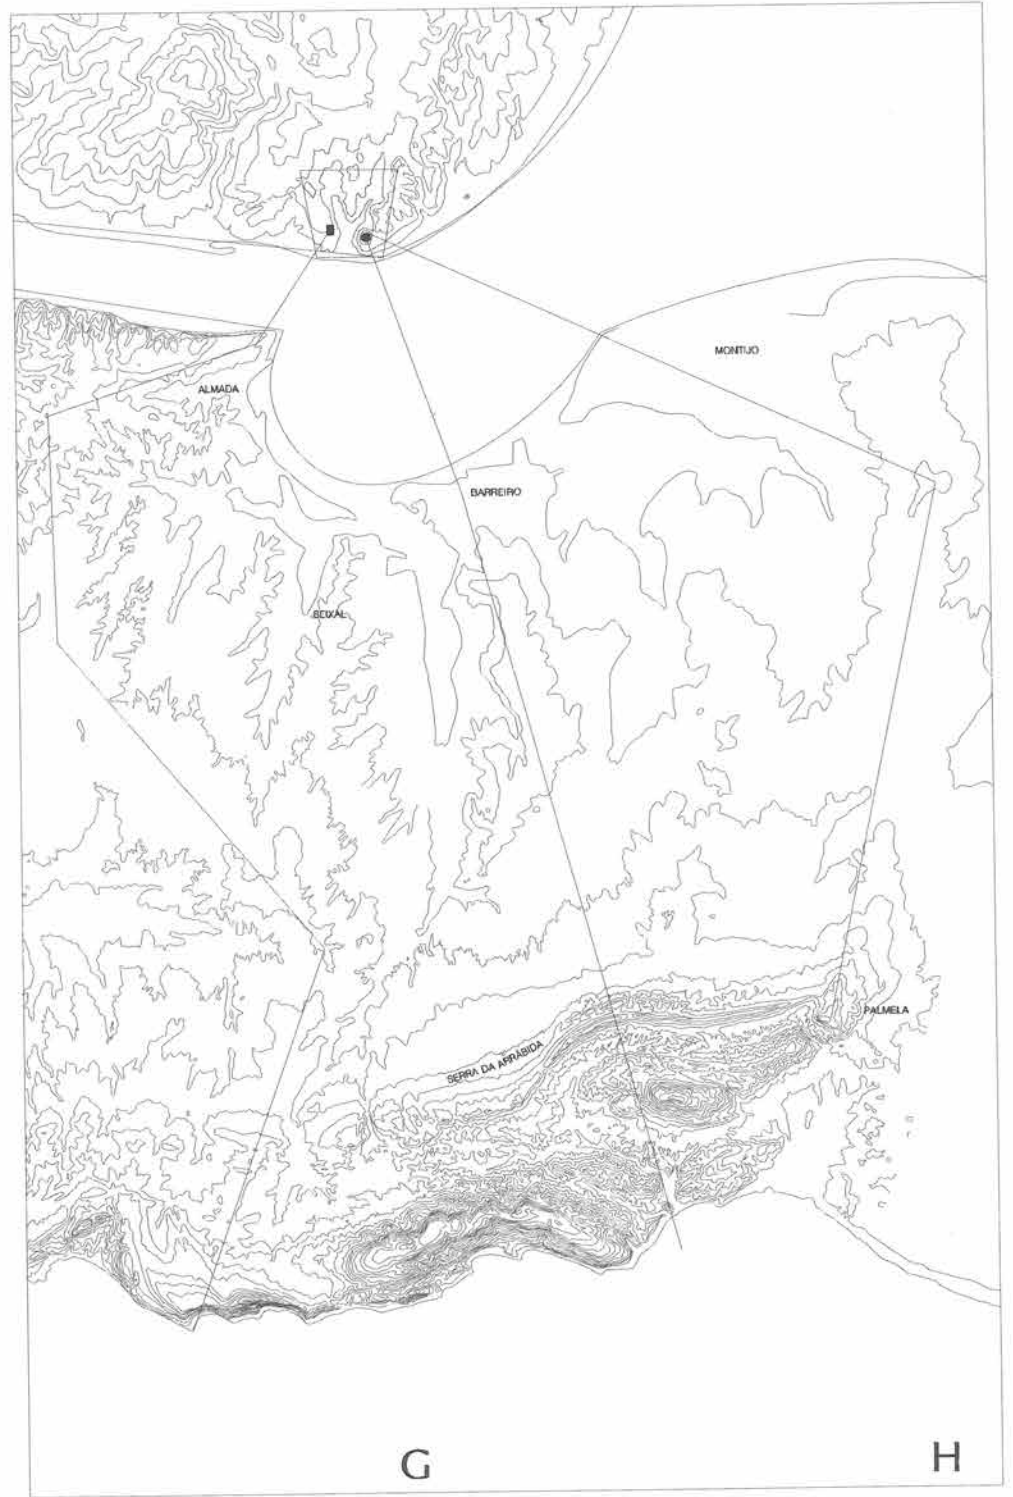 MONTIJO
ALMADA
BARREIRO
SEIXAL
PALMELA
SERRA DA ARRÁBIDA
G H